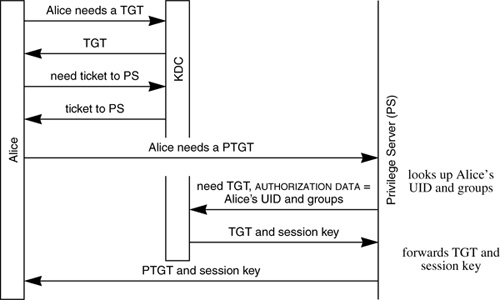 Alice needs a TGT
TGT
need ticket to PS
ticket to PS
Alice
KDC
Privilege Server (PS)
Alice needs a PTGT
looks up Alice's
UID and groups
need TGT, AUTHORIZATION DATA =
Alice's UID and groups
TGT and session key
forwards TGT and
session key
PTGT and session key